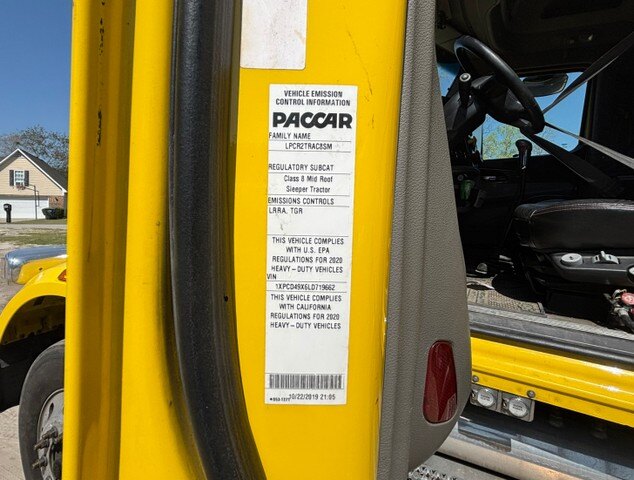 VEHICLE EMISSION
CONTROL INFORMATION
PACCAR
FAMILY NAME
LPCR2TRAC8SM
REGULATORY SUBCAT
Class 8 Mid Roof
Sleeper Tractor
EMISSIONS CONTROLS
LRRA, TGR
THIS VEHICLE COMPLIES
WITH U.S. EPA
REGULATIONS FOR 2020
HEAVY-DUTY VEHICLES
VIN
1XPCD49X6LD719662
THIS VEHICLE COMPLIES
WITH CALIFORNIA
REGULATIONS FOR 2020
HEAVY-DUTY VEHICLES
10/22/2019 21:05